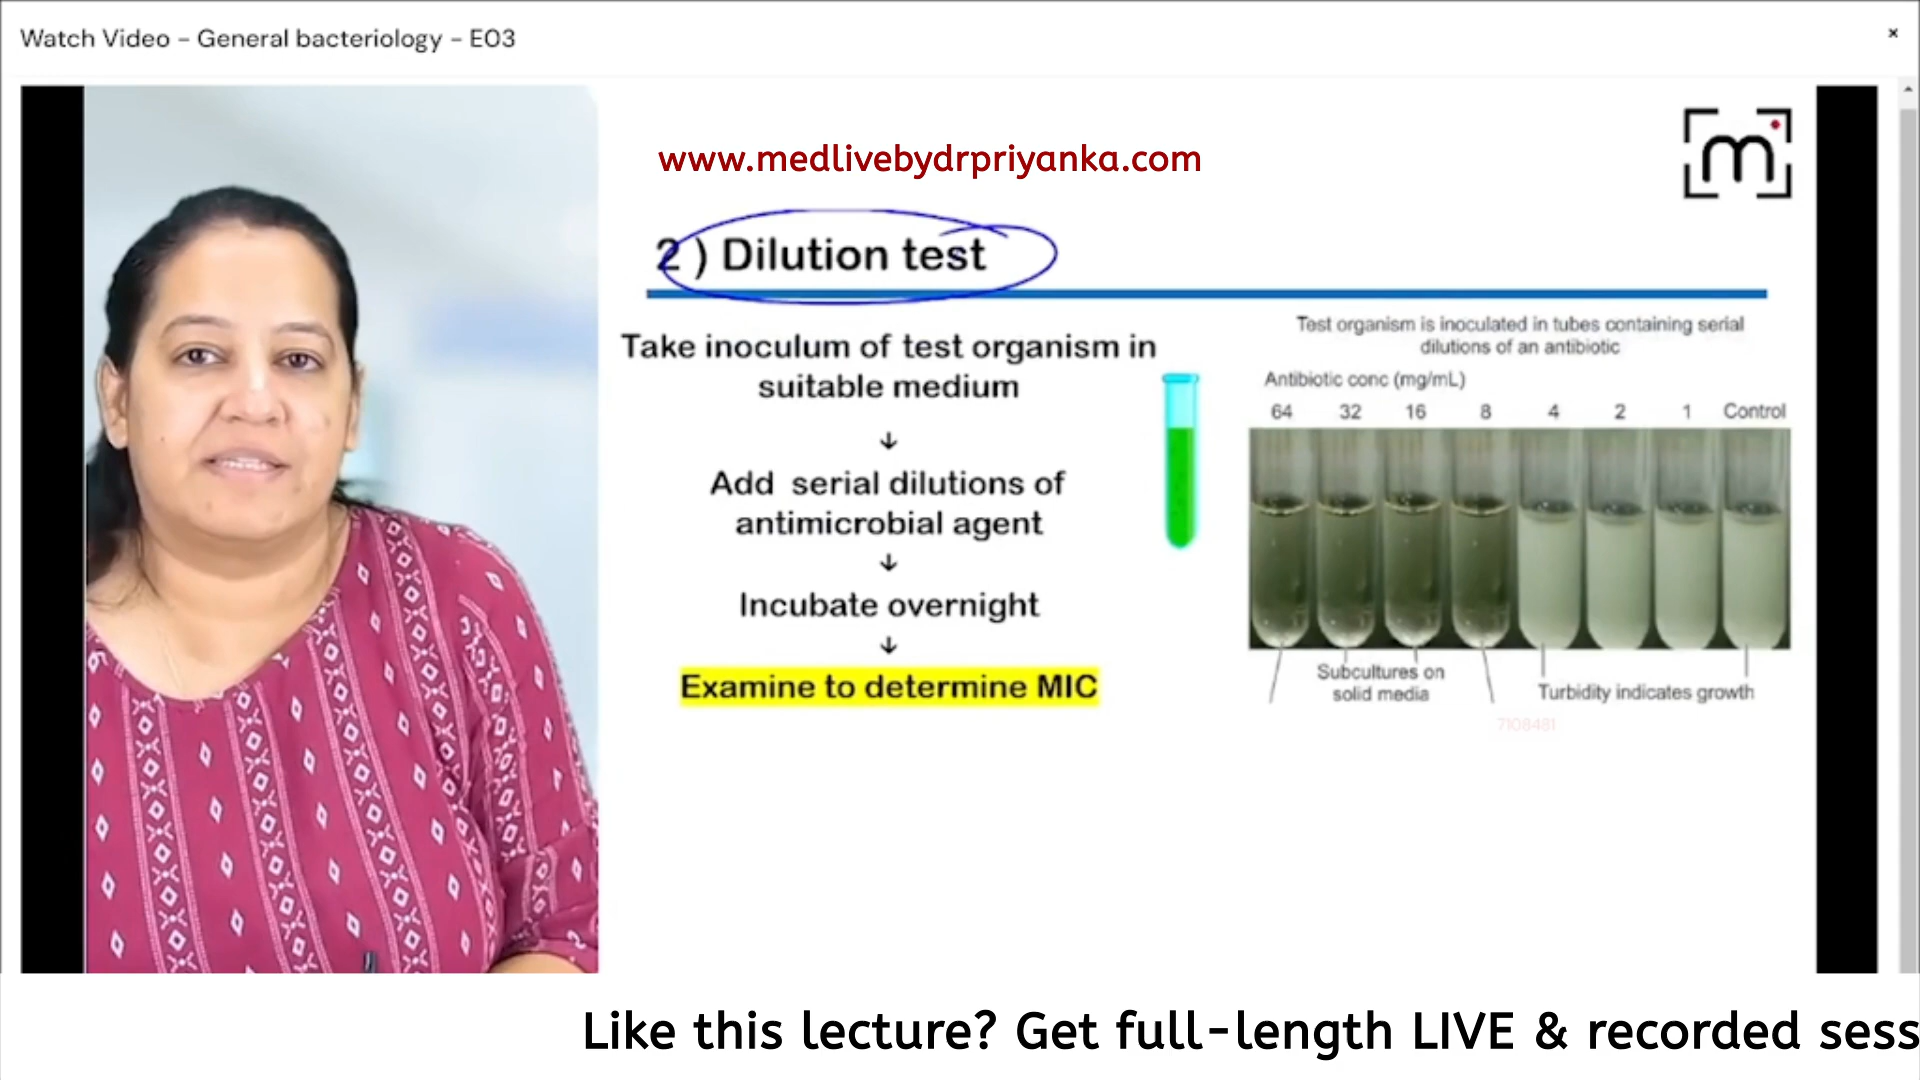 Watch Video – General bacteriology – E03
×
www.medlivebydrpriyanka.com
m
2 ) Dilution test
Take inoculum of test organism in
suitable medium
↓
Add serial dilutions of
antimicrobial agent
↓
Incubate overnight
↓
Examine to determine MIC
Test organism is inoculated in tubes containing serial
dilutions of an antibiotic
Antibiotic conc (mg/mL)
64 32 16 8 4 2 1 Control
Subcultures on
solid media
Turbidity indicates growth
7108481
Like this lecture? Get full-length LIVE & recorded sess